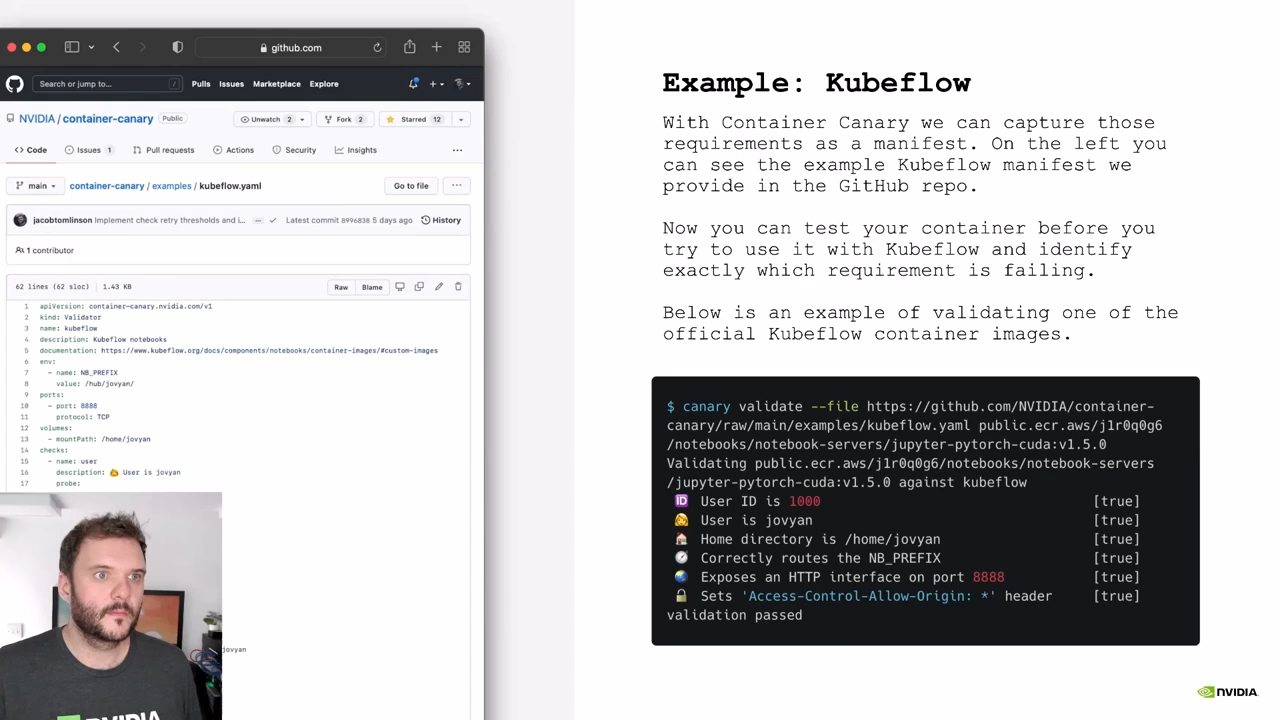 github.com
Search or jump to...
/
Pulls
Issues
Marketplace
Explore
NVIDIA / container-canary
Public
Unwatch 2
Fork 2
Starred 12
Code
Issues 1
Pull requests
Actions
Security
Insights
main
container-canary / examples / kubeflow.yaml
Go to file
jacobtomlinson Implement check retry thresholds and i...
Latest commit 8996838 5 days ago
History
1 contributor
62 lines (62 sloc) 1.43 KB
Raw
Blame
1 apiVersion: container-canary.nvidia.com/v1
2 kind: Validator
3 name: kubeflow
4 description: Kubeflow notebooks
5 documentation: https://www.kubeflow.org/docs/components/notebooks/container-images/#custom-images
6 env:
7 - name: NB_PREFIX
8 value: /hub/jovyan/
9 ports:
10 - port: 8888
11 protocol: TCP
12 volumes:
13 - mountPath: /home/jovyan
14 checks:
15 - name: user
16 description: 👩 User is jovyan
17 probe:
jovyan
NVIDIA
Example: Kubeflow
With Container Canary we can capture those
requirements as a manifest. On the left you
can see the example Kubeflow manifest we
provide in the GitHub repo.
Now you can test your container before you
try to use it with Kubeflow and identify
exactly which requirement is failing.
Below is an example of validating one of the
official Kubeflow container images.
$ canary validate --file https://github.com/NVIDIA/container-
canary/raw/main/examples/kubeflow.yaml public.ecr.aws/j1r0q0g6
/notebooks/notebook-servers/jupyter-pytorch-cuda:v1.5.0
Validating public.ecr.aws/j1r0q0g6/notebooks/notebook-servers
/jupyter-pytorch-cuda:v1.5.0 against kubeflow
🆔 User ID is 1000 [true]
👩 User is jovyan [true]
🏠 Home directory is /home/jovyan [true]
🧭 Correctly routes the NB_PREFIX [true]
🌏 Exposes an HTTP interface on port 8888 [true]
🔓 Sets 'Access-Control-Allow-Origin: *' header [true]
validation passed
NVIDIA